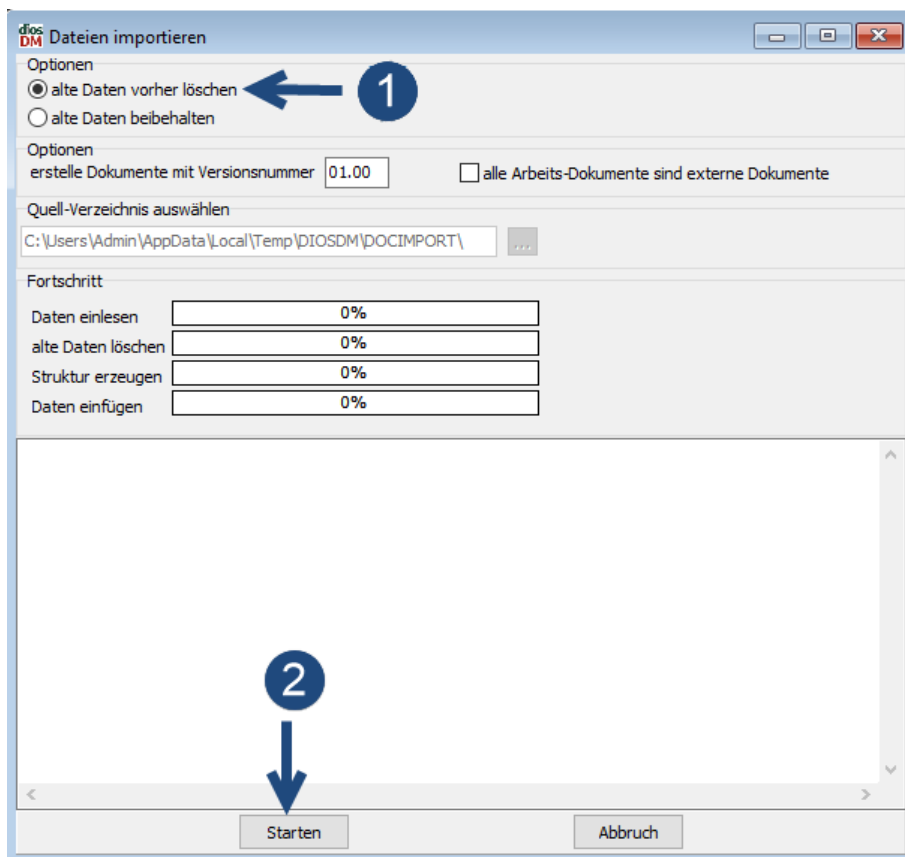 dios DM Dateien importieren
Optionen
alte Daten vorher löschen 1
alte Daten beibehalten
Optionen
erstelle Dokumente mit Versionsnummer 01.00 alle Arbeits-Dokumente sind externe Dokumente
Quell-Verzeichnis auswählen
C:\Users\Admin\AppData\Local\Temp\DIOSDM\DOCIMPORT\ ...
Fortschritt
Daten einlesen 0%
alte Daten löschen 0%
Struktur erzeugen 0%
Daten einfügen 0%
2
Starten Abbruch